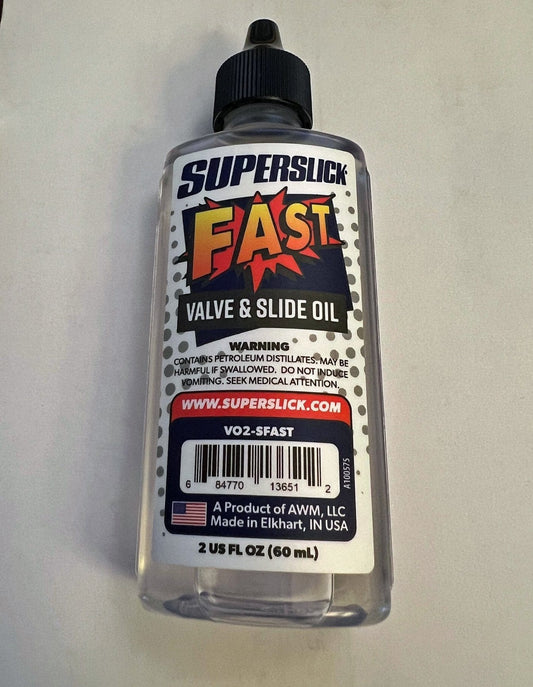 SUPERSLICK
FAST
VALVE & SLIDE OIL
WARNING
CONTAINS PETROLEUM DISTILLATES. MAY BE
HARMFUL IF SWALLOWED. DO NOT INDUCE
VOMITING. SEEK MEDICAL ATTENTION.
WWW.SUPERSLICK.COM
VO2-SFAST
6 84770 13651 2
A100575
A Product of AWM, LLC
Made in Elkhart, IN USA
2 US FL OZ (60 mL)